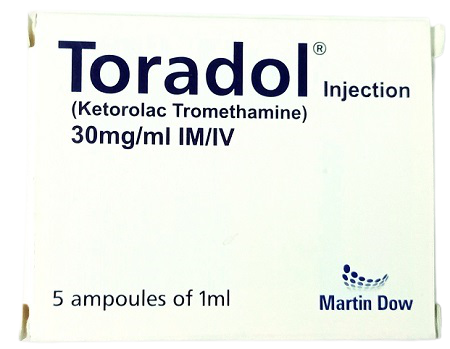 Toradol® Injection
(Ketorolac Tromethamine)
30mg/ml IM/IV
5 ampoules of 1ml
Martin Dow